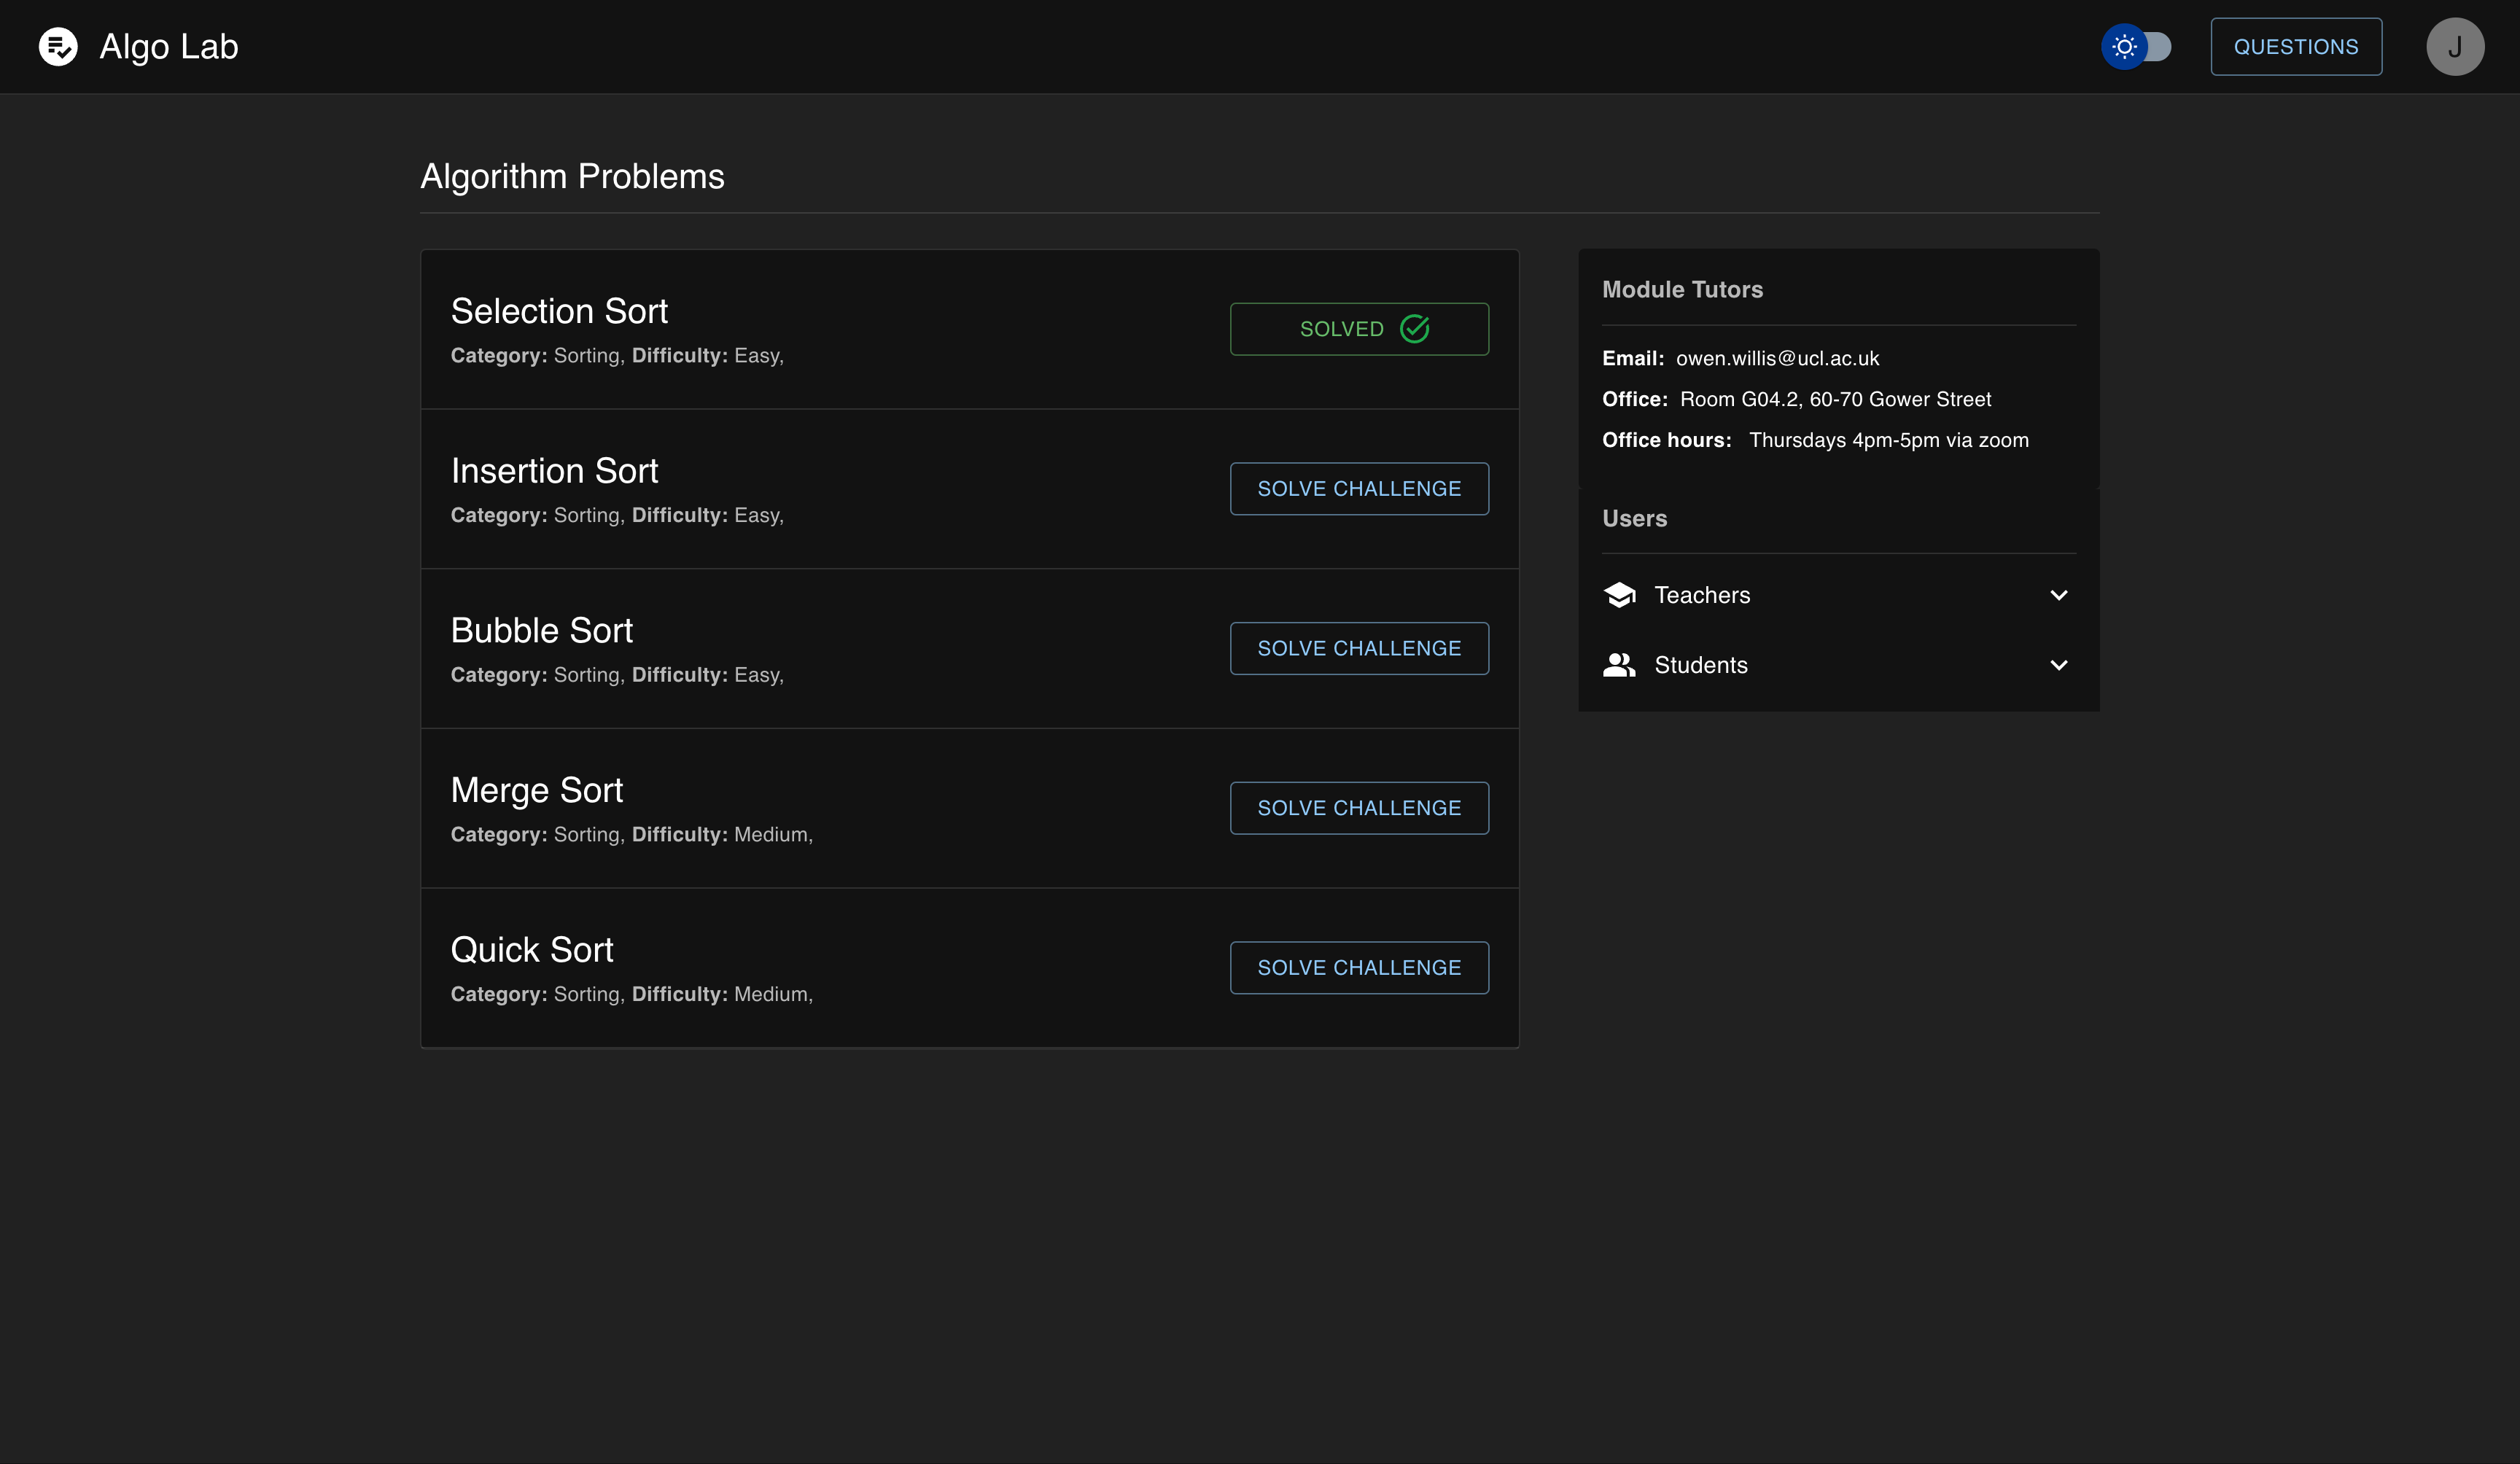 Algo Lab
QUESTIONS
J
Algorithm Problems
Selection Sort
Category: Sorting, Difficulty: Easy,
SOLVED
Insertion Sort
Category: Sorting, Difficulty: Easy,
SOLVE CHALLENGE
Bubble Sort
Category: Sorting, Difficulty: Easy,
SOLVE CHALLENGE
Merge Sort
Category: Sorting, Difficulty: Medium,
SOLVE CHALLENGE
Quick Sort
Category: Sorting, Difficulty: Medium,
SOLVE CHALLENGE
Module Tutors
Email: owen.willis@ucl.ac.uk
Office: Room G04.2, 60-70 Gower Street
Office hours: Thursdays 4pm-5pm via zoom
Users
Teachers
Students